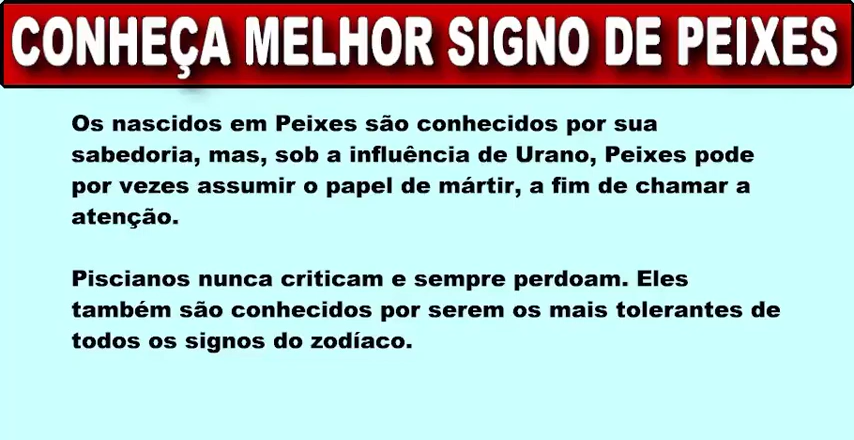 CONHEÇA MELHOR SIGNO DE PEIXES
Os nascidos em Peixes são conhecidos por sua
sabedoria, mas, sob a influência de Urano, Peixes pode
por vezes assumir o papel de mártir, a fim de chamar a
atenção.
Piscianos nunca criticam e sempre perdoam. Eles
também são conhecidos por serem os mais tolerantes de
todos os signos do zodíaco.